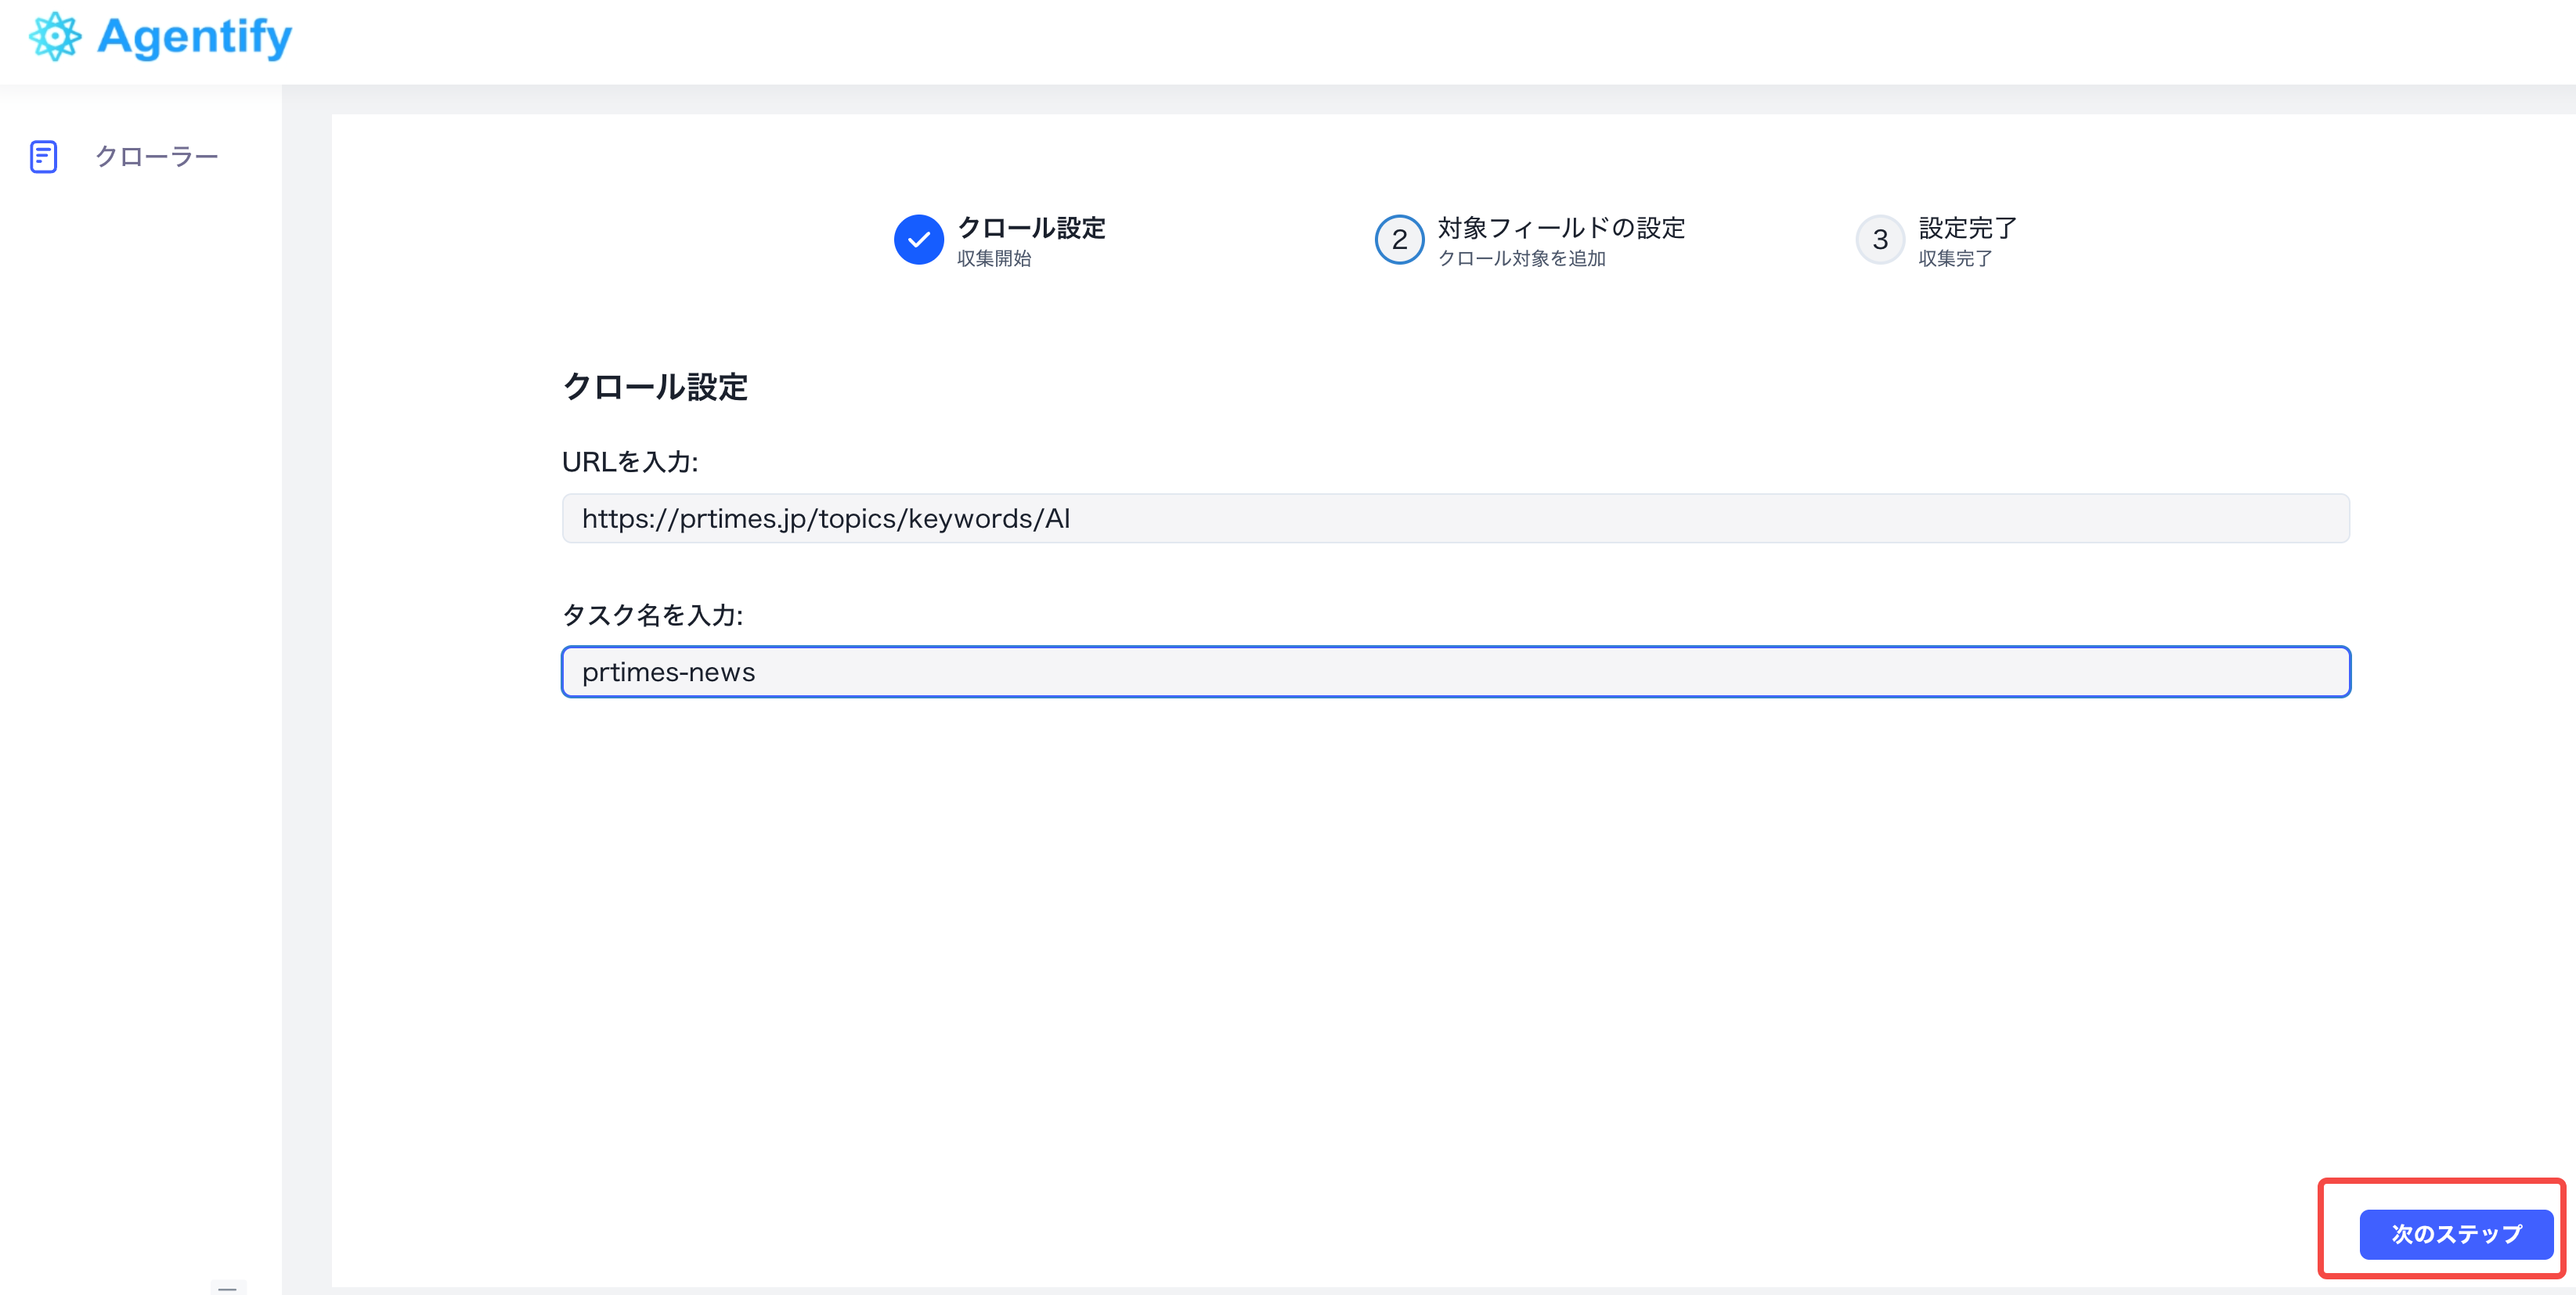 Agentify
クローラー
クロール設定
収集開始
2
対象フィールドの設定
クロール対象を追加
3
設定完了
収集完了
クロール設定
URLを入力:
https://prtimes.jp/topics/keywords/AI
タスク名を入力:
prtimes-news
次のステップ